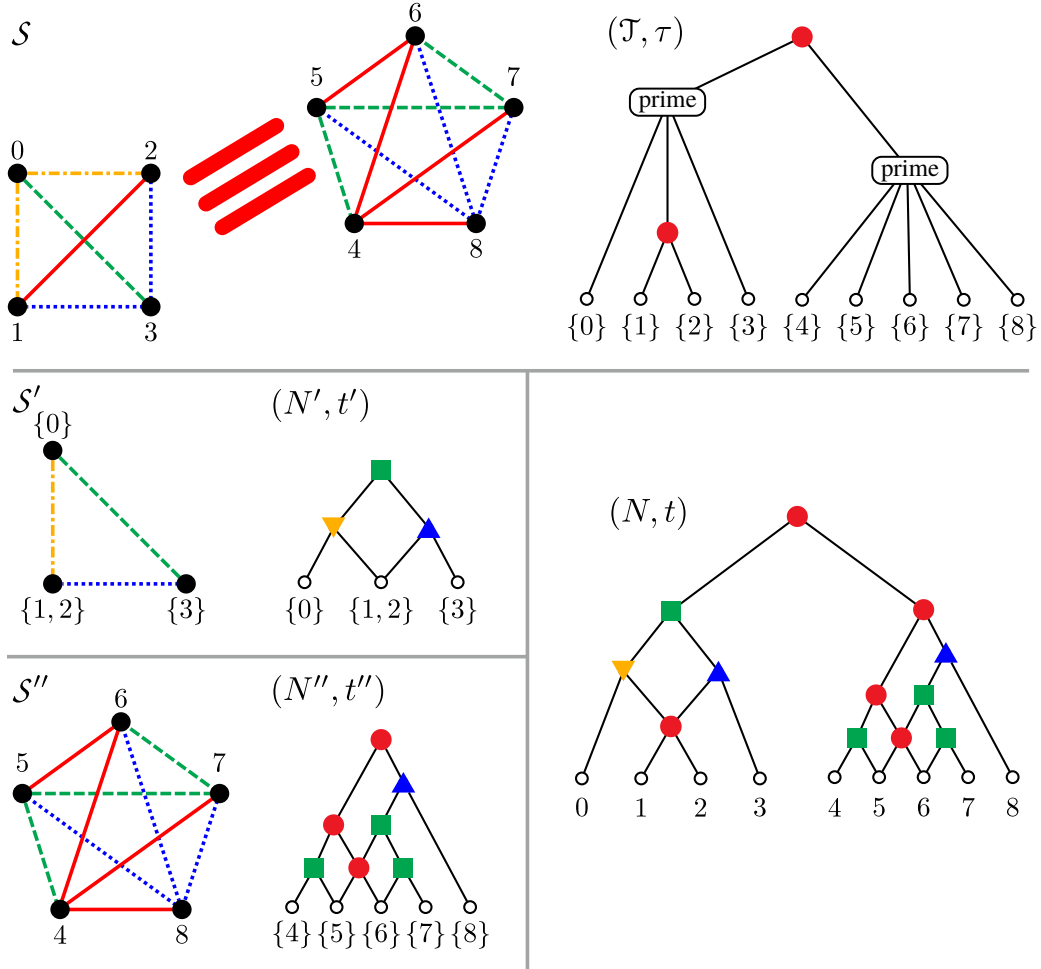 𝒮
6
5 7
0 2
1 3
4 8
(𝒯, τ)
prime
prime
{0} {1} {2} {3} {4} {5} {6} {7} {8}
𝒮′
{0}
{1, 2} {3}
(N′, t′)
{0} {1, 2} {3}
𝒮″
6
5 7
4 8
(N″, t″)
{4} {5} {6} {7} {8}
(N, t)
0 1 2 3 4 5 6 7 8